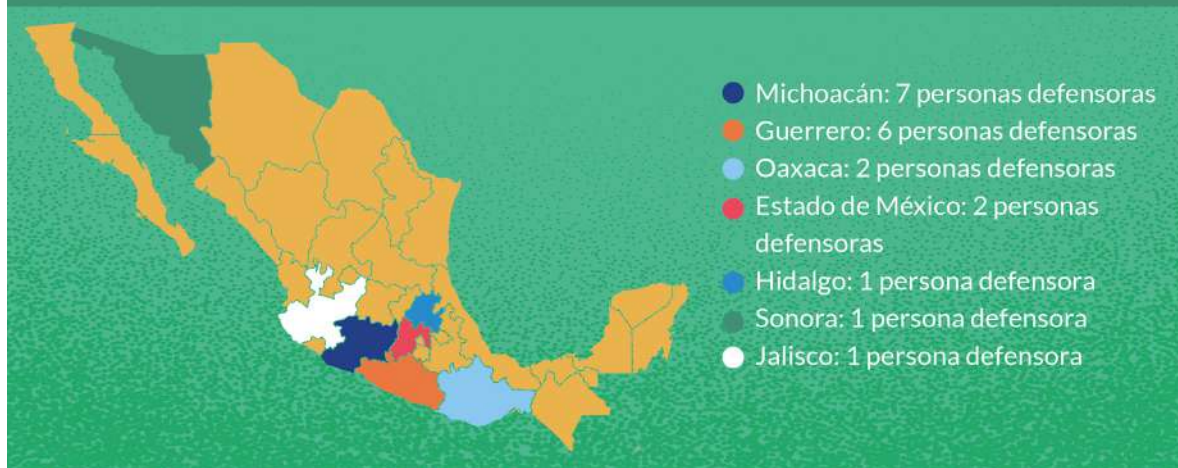 Michoacán: 7 personas defensoras
Guerrero: 6 personas defensoras
Oaxaca: 2 personas defensoras
Estado de México: 2 personas
defensoras
Hidalgo: 1 persona defensora
Sonora: 1 persona defensora
Jalisco: 1 persona defensora